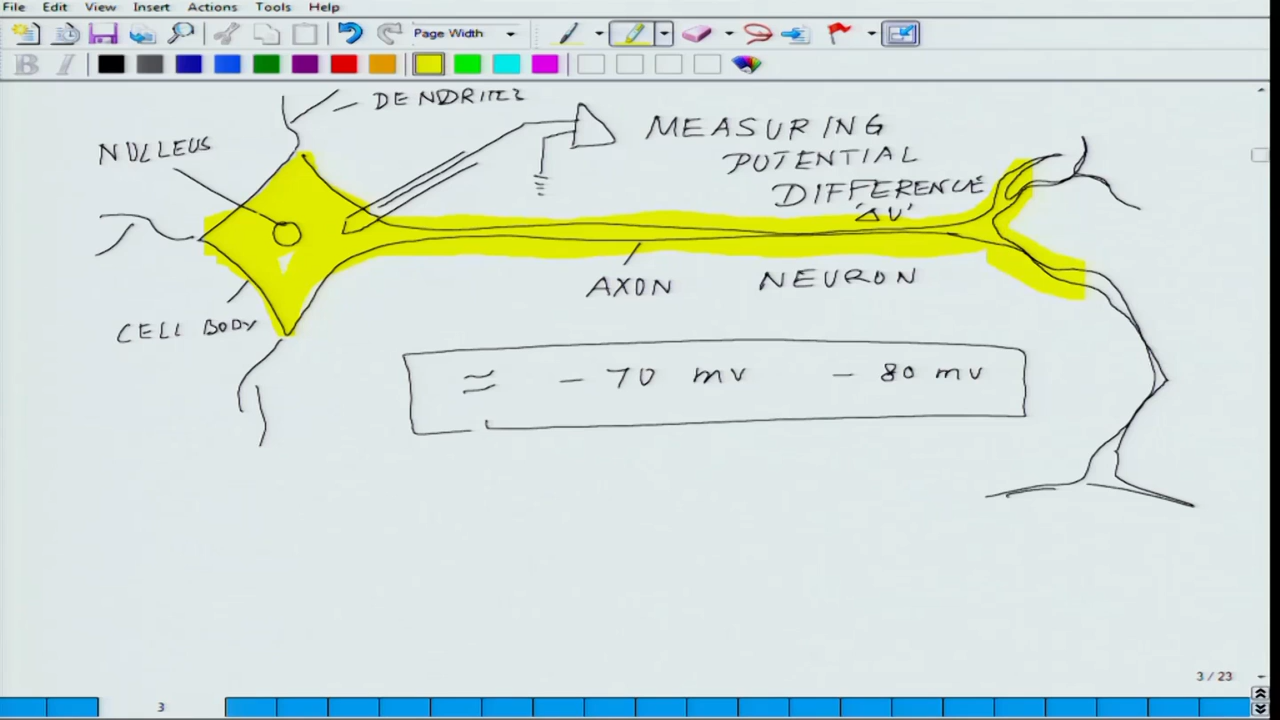 File Edit View Insert Actions Tools Help
Page Width
B I
DENDRITES
NUCLEUS
MEASURING
POTENTIAL
DIFFERENCE
'ΔV'
AXON NEURON
CELL BODY
≈ - 70 mv - 80 mv
3 / 23
3